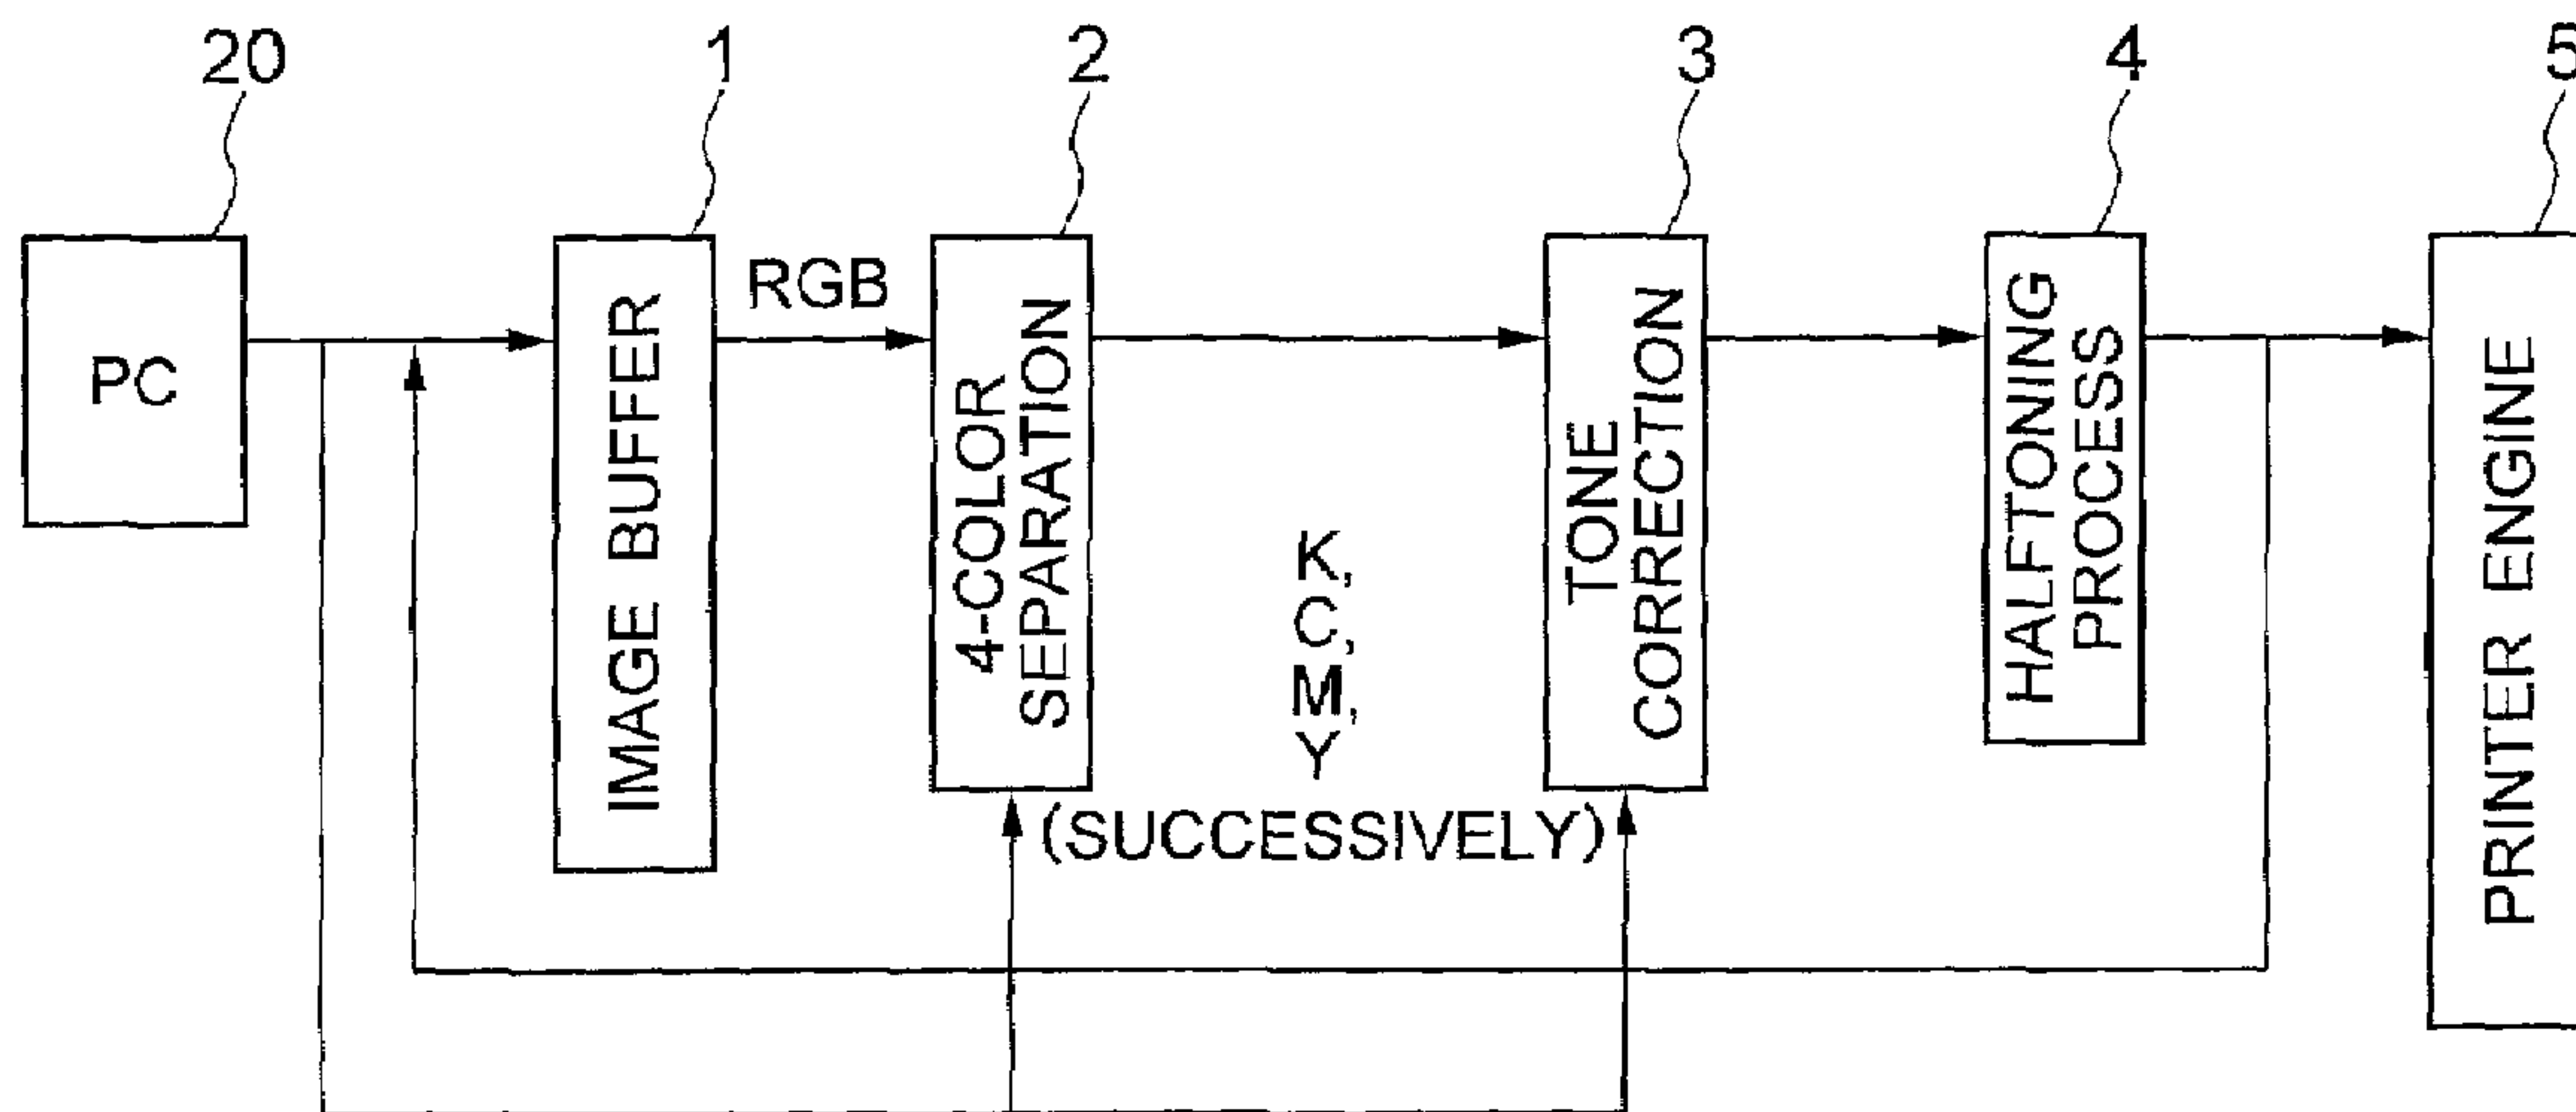 20
1
2
3
4
5
PC
IMAGE BUFFER
RGB
4-COLOR
SEPARATION
K,
C,
M,
Y
(SUCCESSIVELY)
TONE
CORRECTION
HALFTONING
PROCESS
PRINTER ENGINE